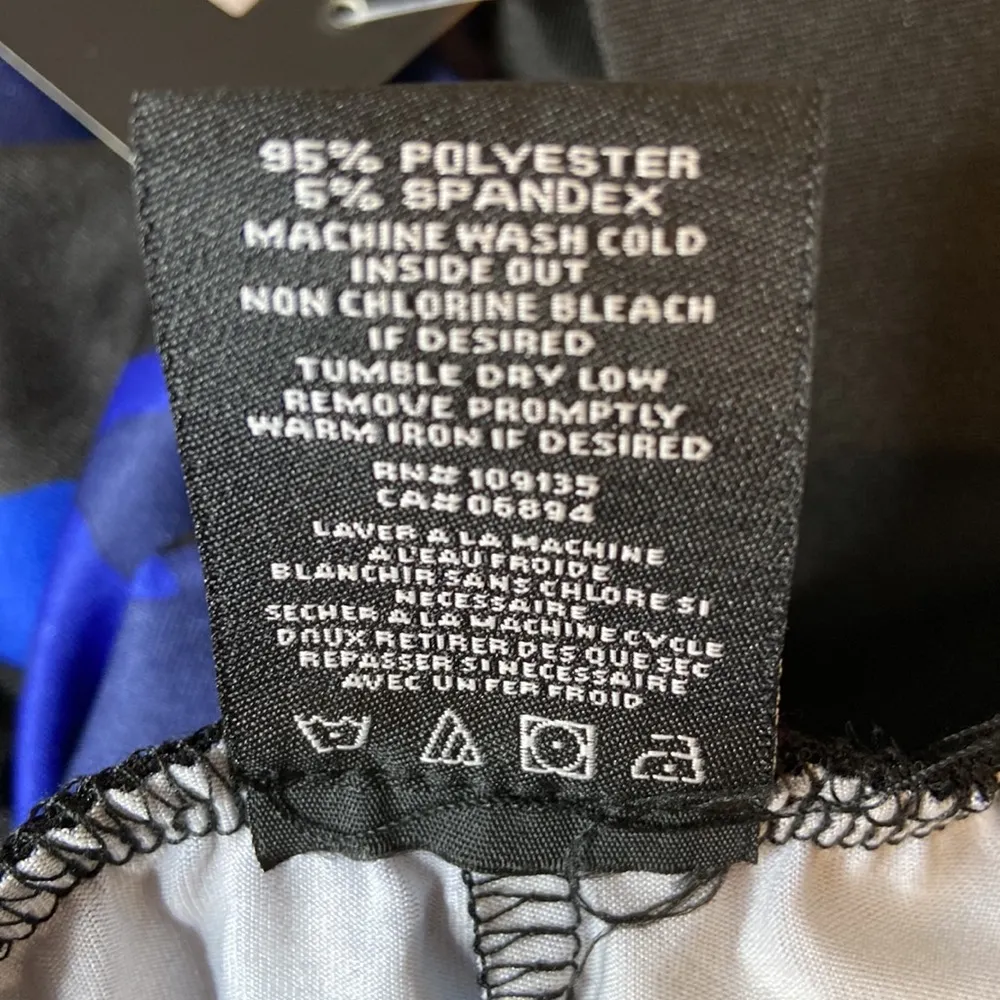 95% POLYESTER
5% SPANDEX
MACHINE WASH COLD
INSIDE OUT
NON CHLORINE BLEACH
IF DESIRED
TUMBLE DRY LOW
REMOVE PROMPTLY
WARM IRON IF DESIRED
RN# 109135
CA# 06894
LAVER A LA MACHINE
A L'EAU FROIDE
BLANCHIR SANS CHLORE SI
NECESSAIRE
SECHER A LA MACHINE CYCLE
DOUX RETIRER DES QUE SEC
REPASSER SI NECESSAIRE
AVEC UN FER FROID